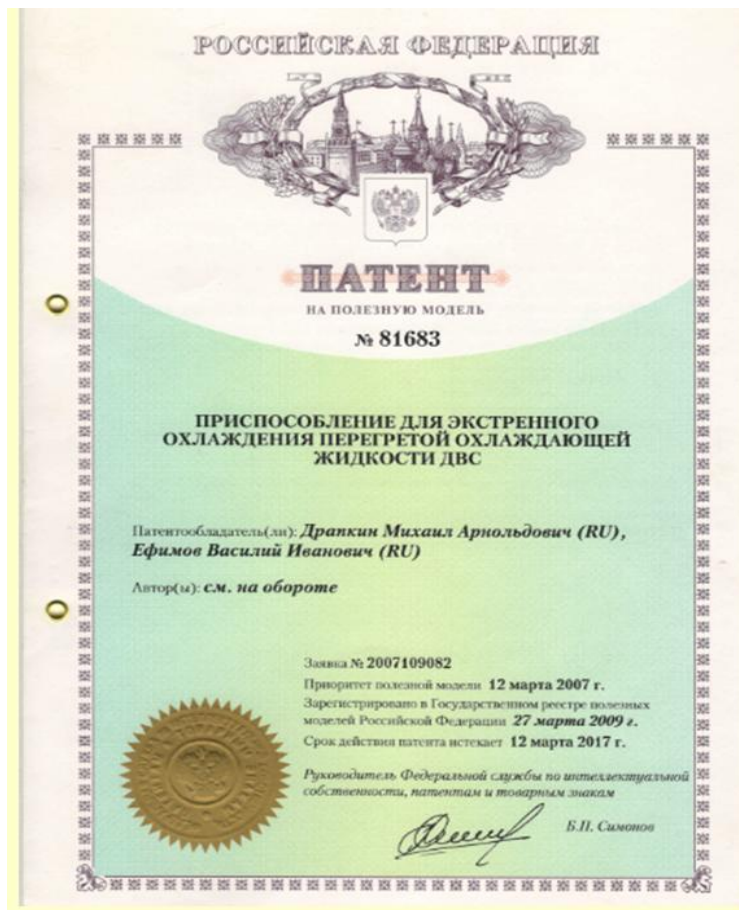 РОССИЙСКАЯ ФЕДЕРАЦИЯ
ПАТЕНТ
НА ПОЛЕЗНУЮ МОДЕЛЬ
№ 81683
ПРИСПОСОБЛЕНИЕ ДЛЯ ЭКСТРЕННОГО
ОХЛАЖДЕНИЯ ПЕРЕГРЕТОЙ ОХЛАЖДАЮЩЕЙ
ЖИДКОСТИ ДВС
Патентообладатель(ли): Драпкин Михаил Арнольдович (RU),
Ефимов Василий Иванович (RU)
Автор(ы): см. на обороте
Заявка № 2007109082
Приоритет полезной модели 12 марта 2007 г.
Зарегистрировано в Государственном реестре полезных
моделей Российской Федерации 27 марта 2009 г.
Срок действия патента истекает 12 марта 2017 г.
Руководитель Федеральной службы по интеллектуальной
собственности, патентам и товарным знакам
Б.П. Симонов